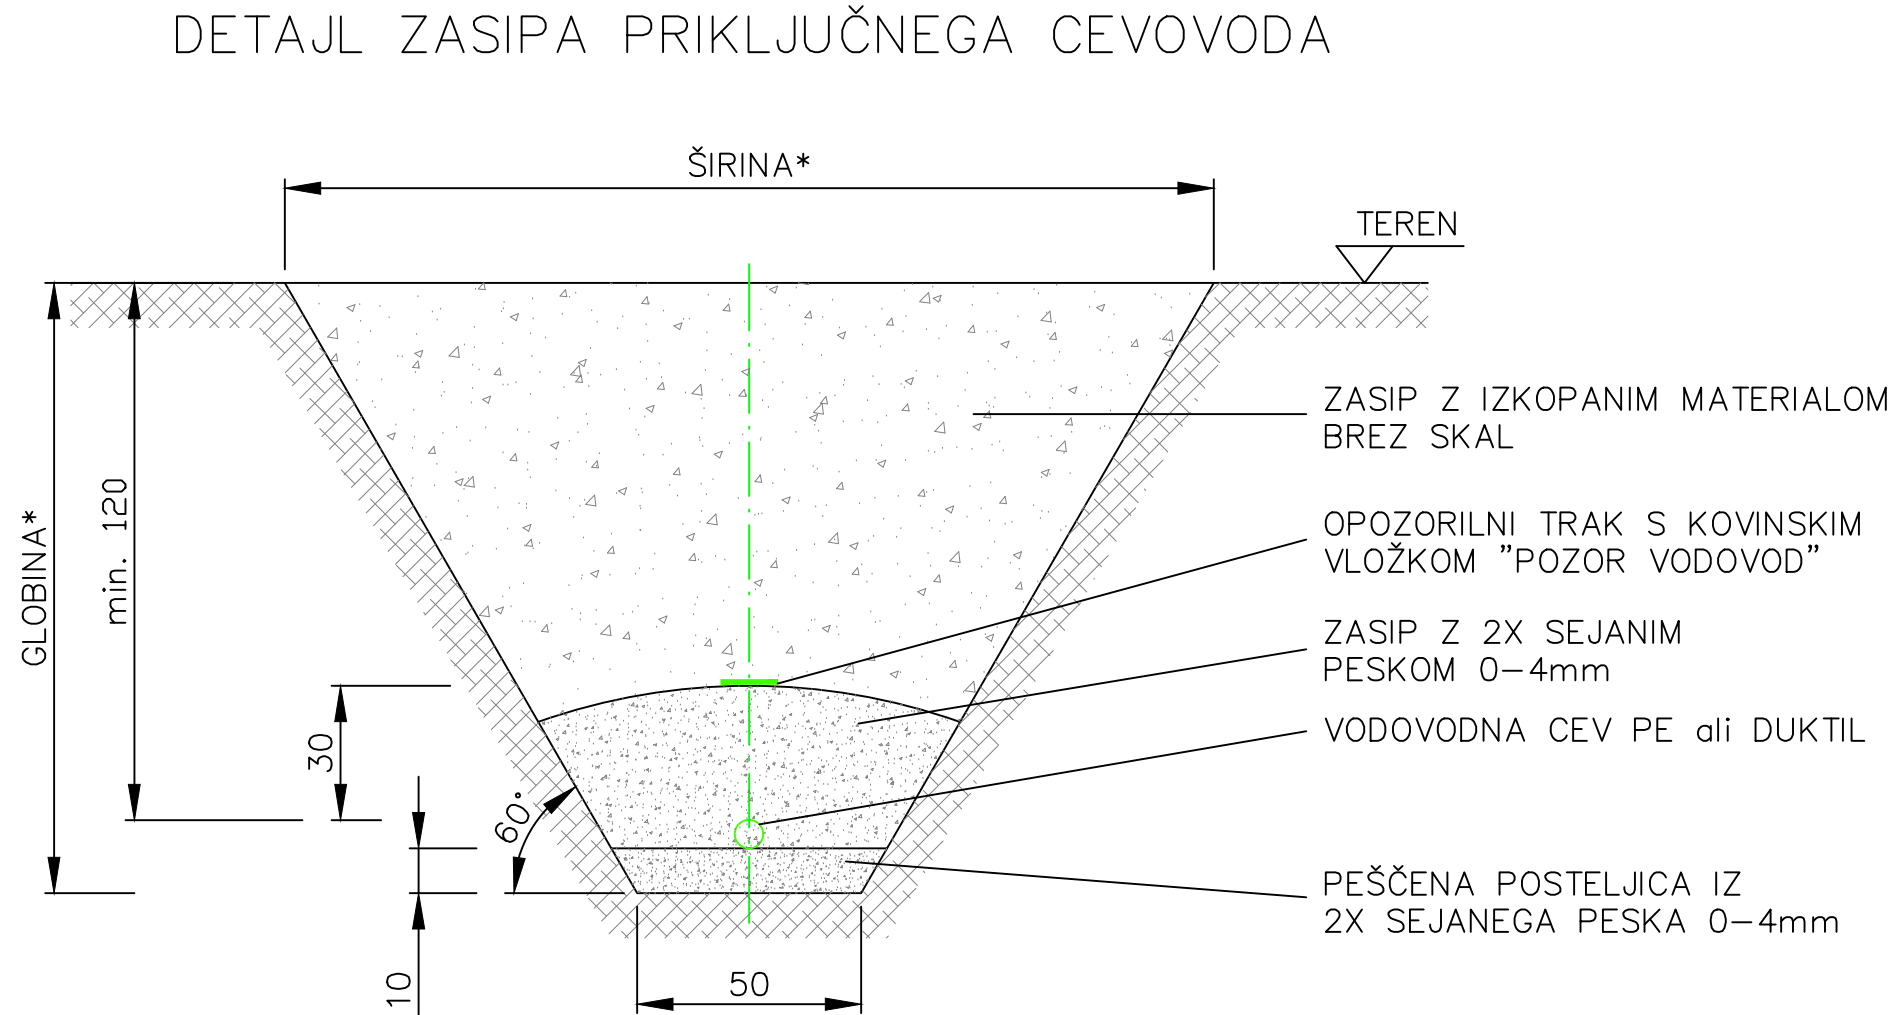 DETAJL ZASIPA PRIKLJUČNEGA CEVOVODA
ŠIRINA*
TEREN
ZASIP Z IZKOPANIM MATERIALOM
BREZ SKAL
GLOBINA*
min. 120
OPOZORILNI TRAK S KOVINSKIM
VLOŽKOM "POZOR VODOVOD"
ZASIP Z 2X SEJANIM
PESKOM 0-4mm
30
VODOVODNA CEV PE ali DUKTIL
60°
PEŠČENA POSTELJICA IZ
2X SEJANEGA PESKA 0-4mm
10
50